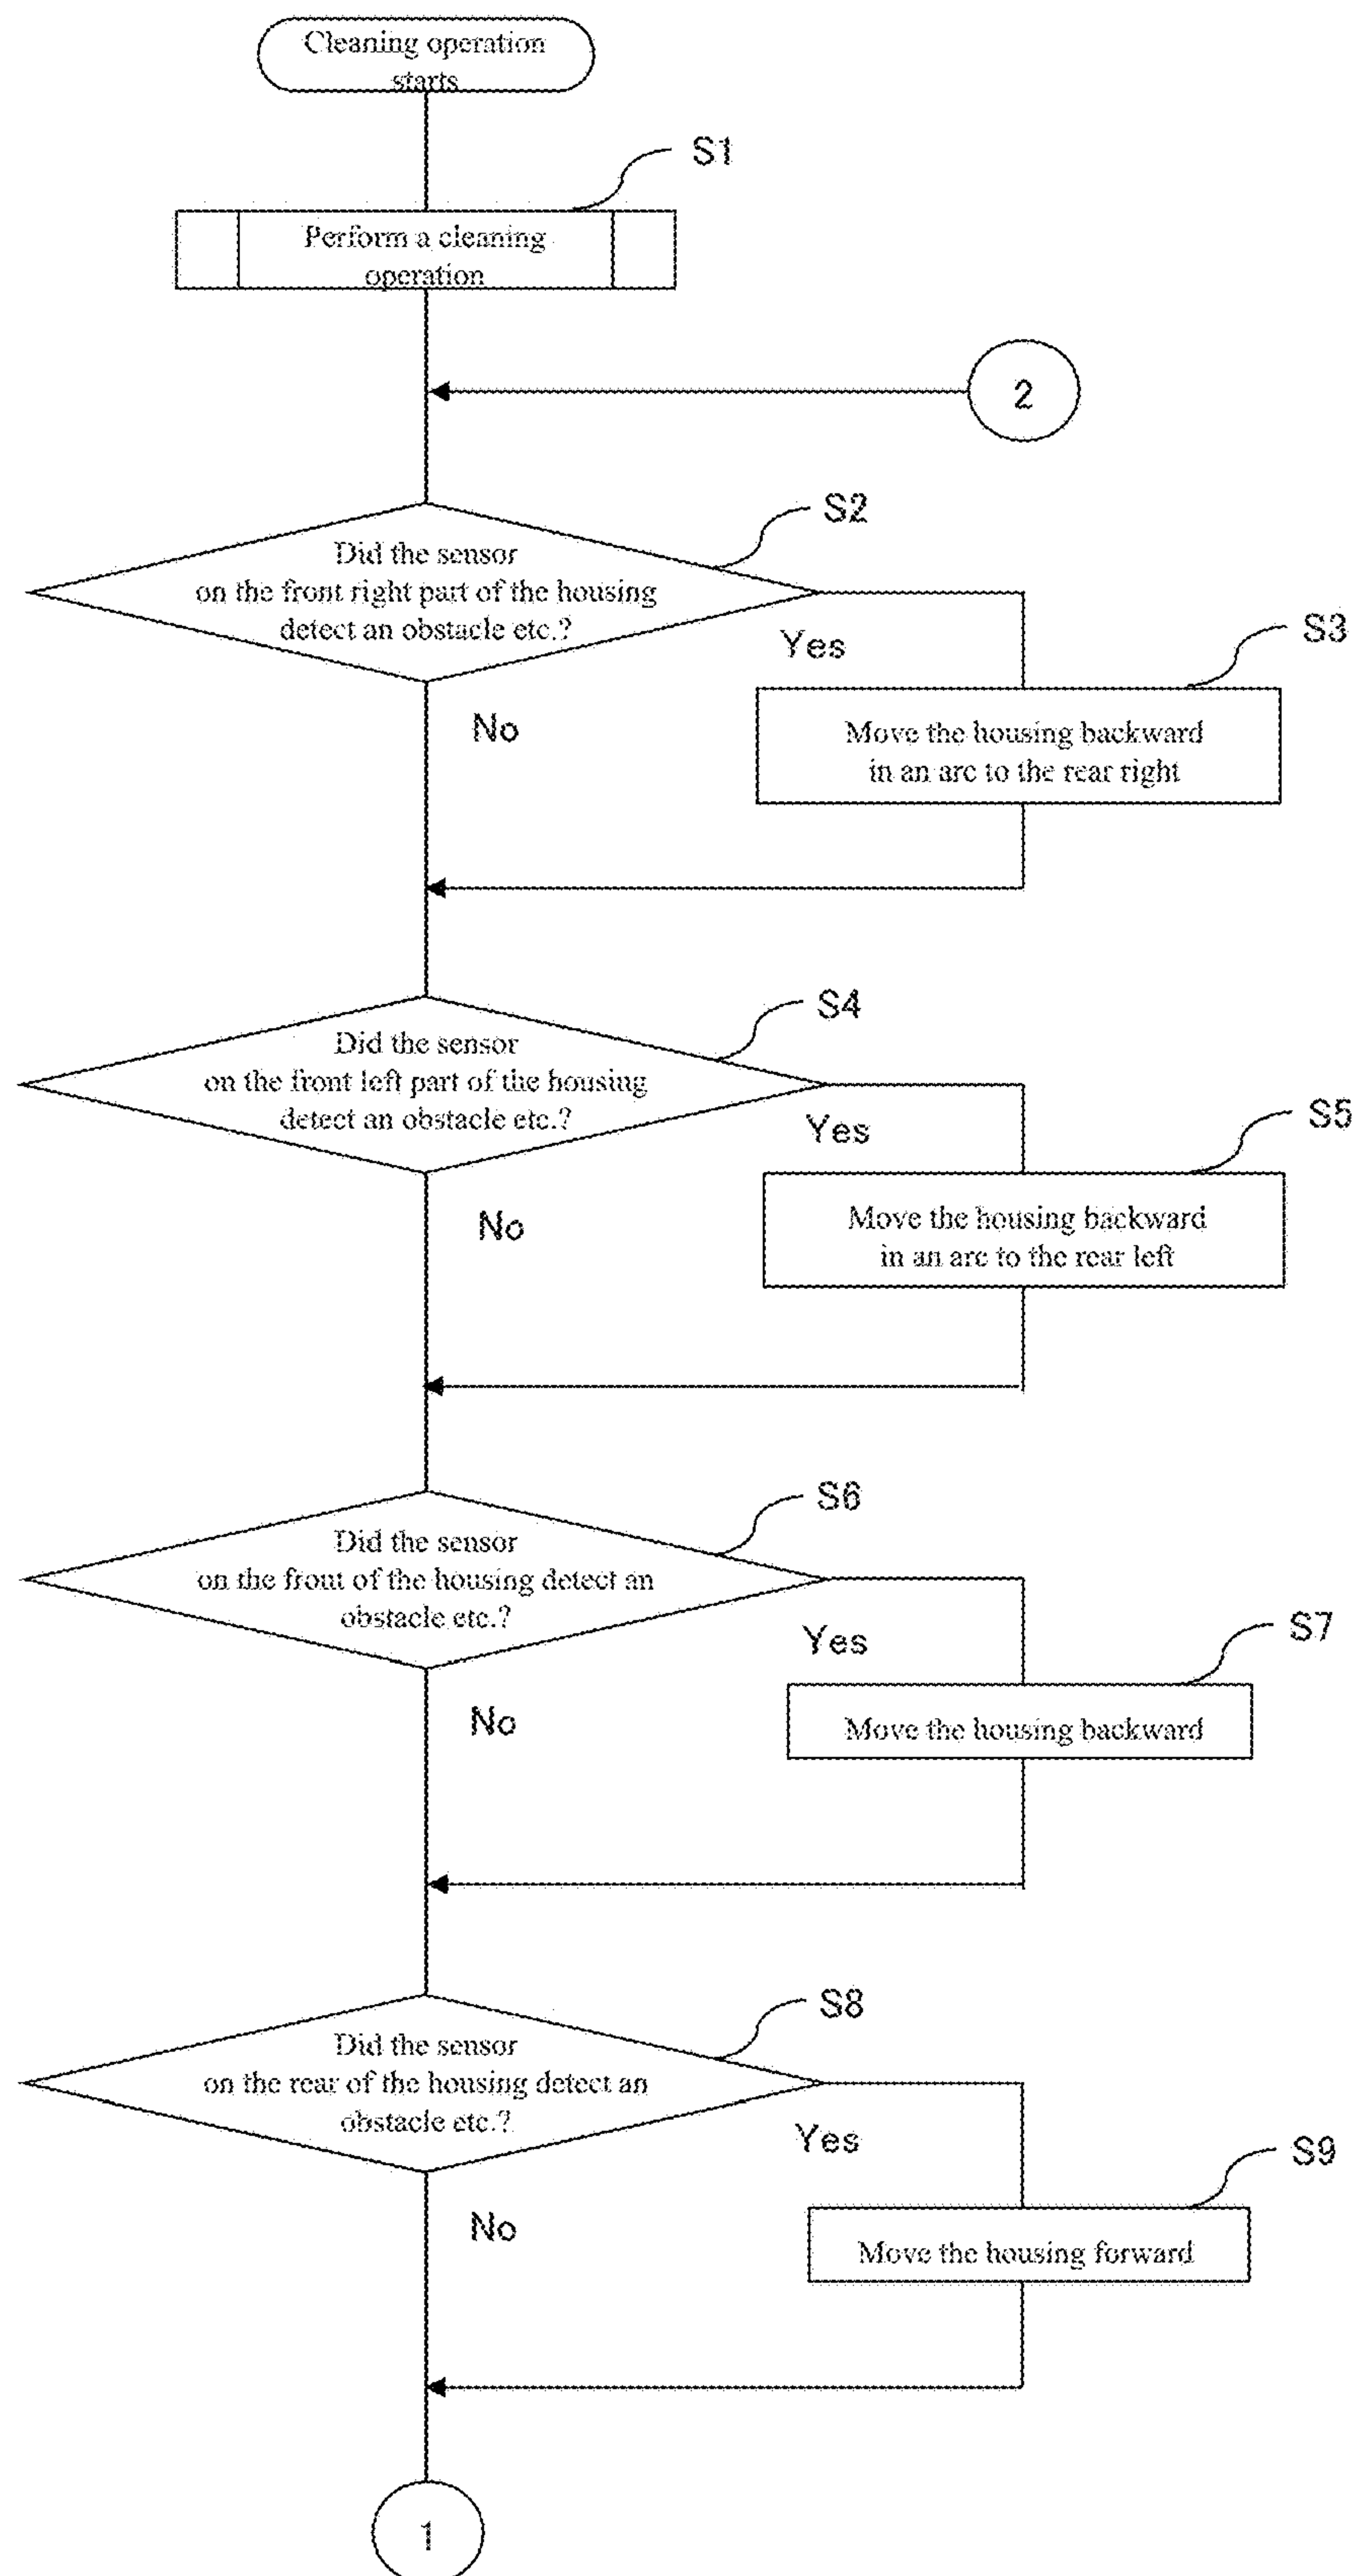 Cleaning operation
starts
S1
Perform a cleaning
operation
2
S2
Did the sensor
on the front right part of the housing
detect an obstacle etc.?
Yes
S3
No
Move the housing backward
in an arc to the rear right
S4
Did the sensor
on the front left part of the housing
detect an obstacle etc.?
Yes
S5
No
Move the housing backward
in an arc to the rear left
S6
Did the sensor
on the front of the housing detect an
obstacle etc.?
Yes
S7
No
Move the housing backward
S8
Did the sensor
on the rear of the housing detect an
obstacle etc.?
Yes
S9
No
Move the housing forward
1